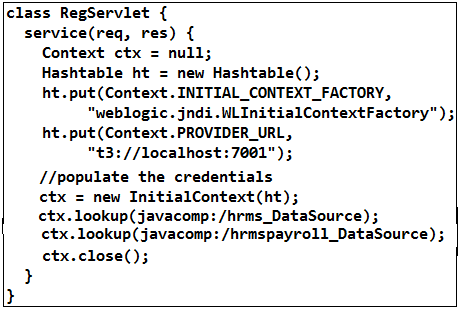 class RegServlet {
service(req, res) {
Context ctx = null;
Hashtable ht = new Hashtable();
ht.put(Context.INITIAL_CONTEXT_FACTORY,
"weblogic.jndi.WLInitialContextFactory");
ht.put(Context.PROVIDER_URL,
"t3://localhost:7001");
//populate the credentials
ctx = new InitialContext(ht);
ctx.lookup(javacomp:/hrms_DataSource);
ctx.lookup(javacomp:/hrmspayroll_DataSource);
ctx.close();
}
}